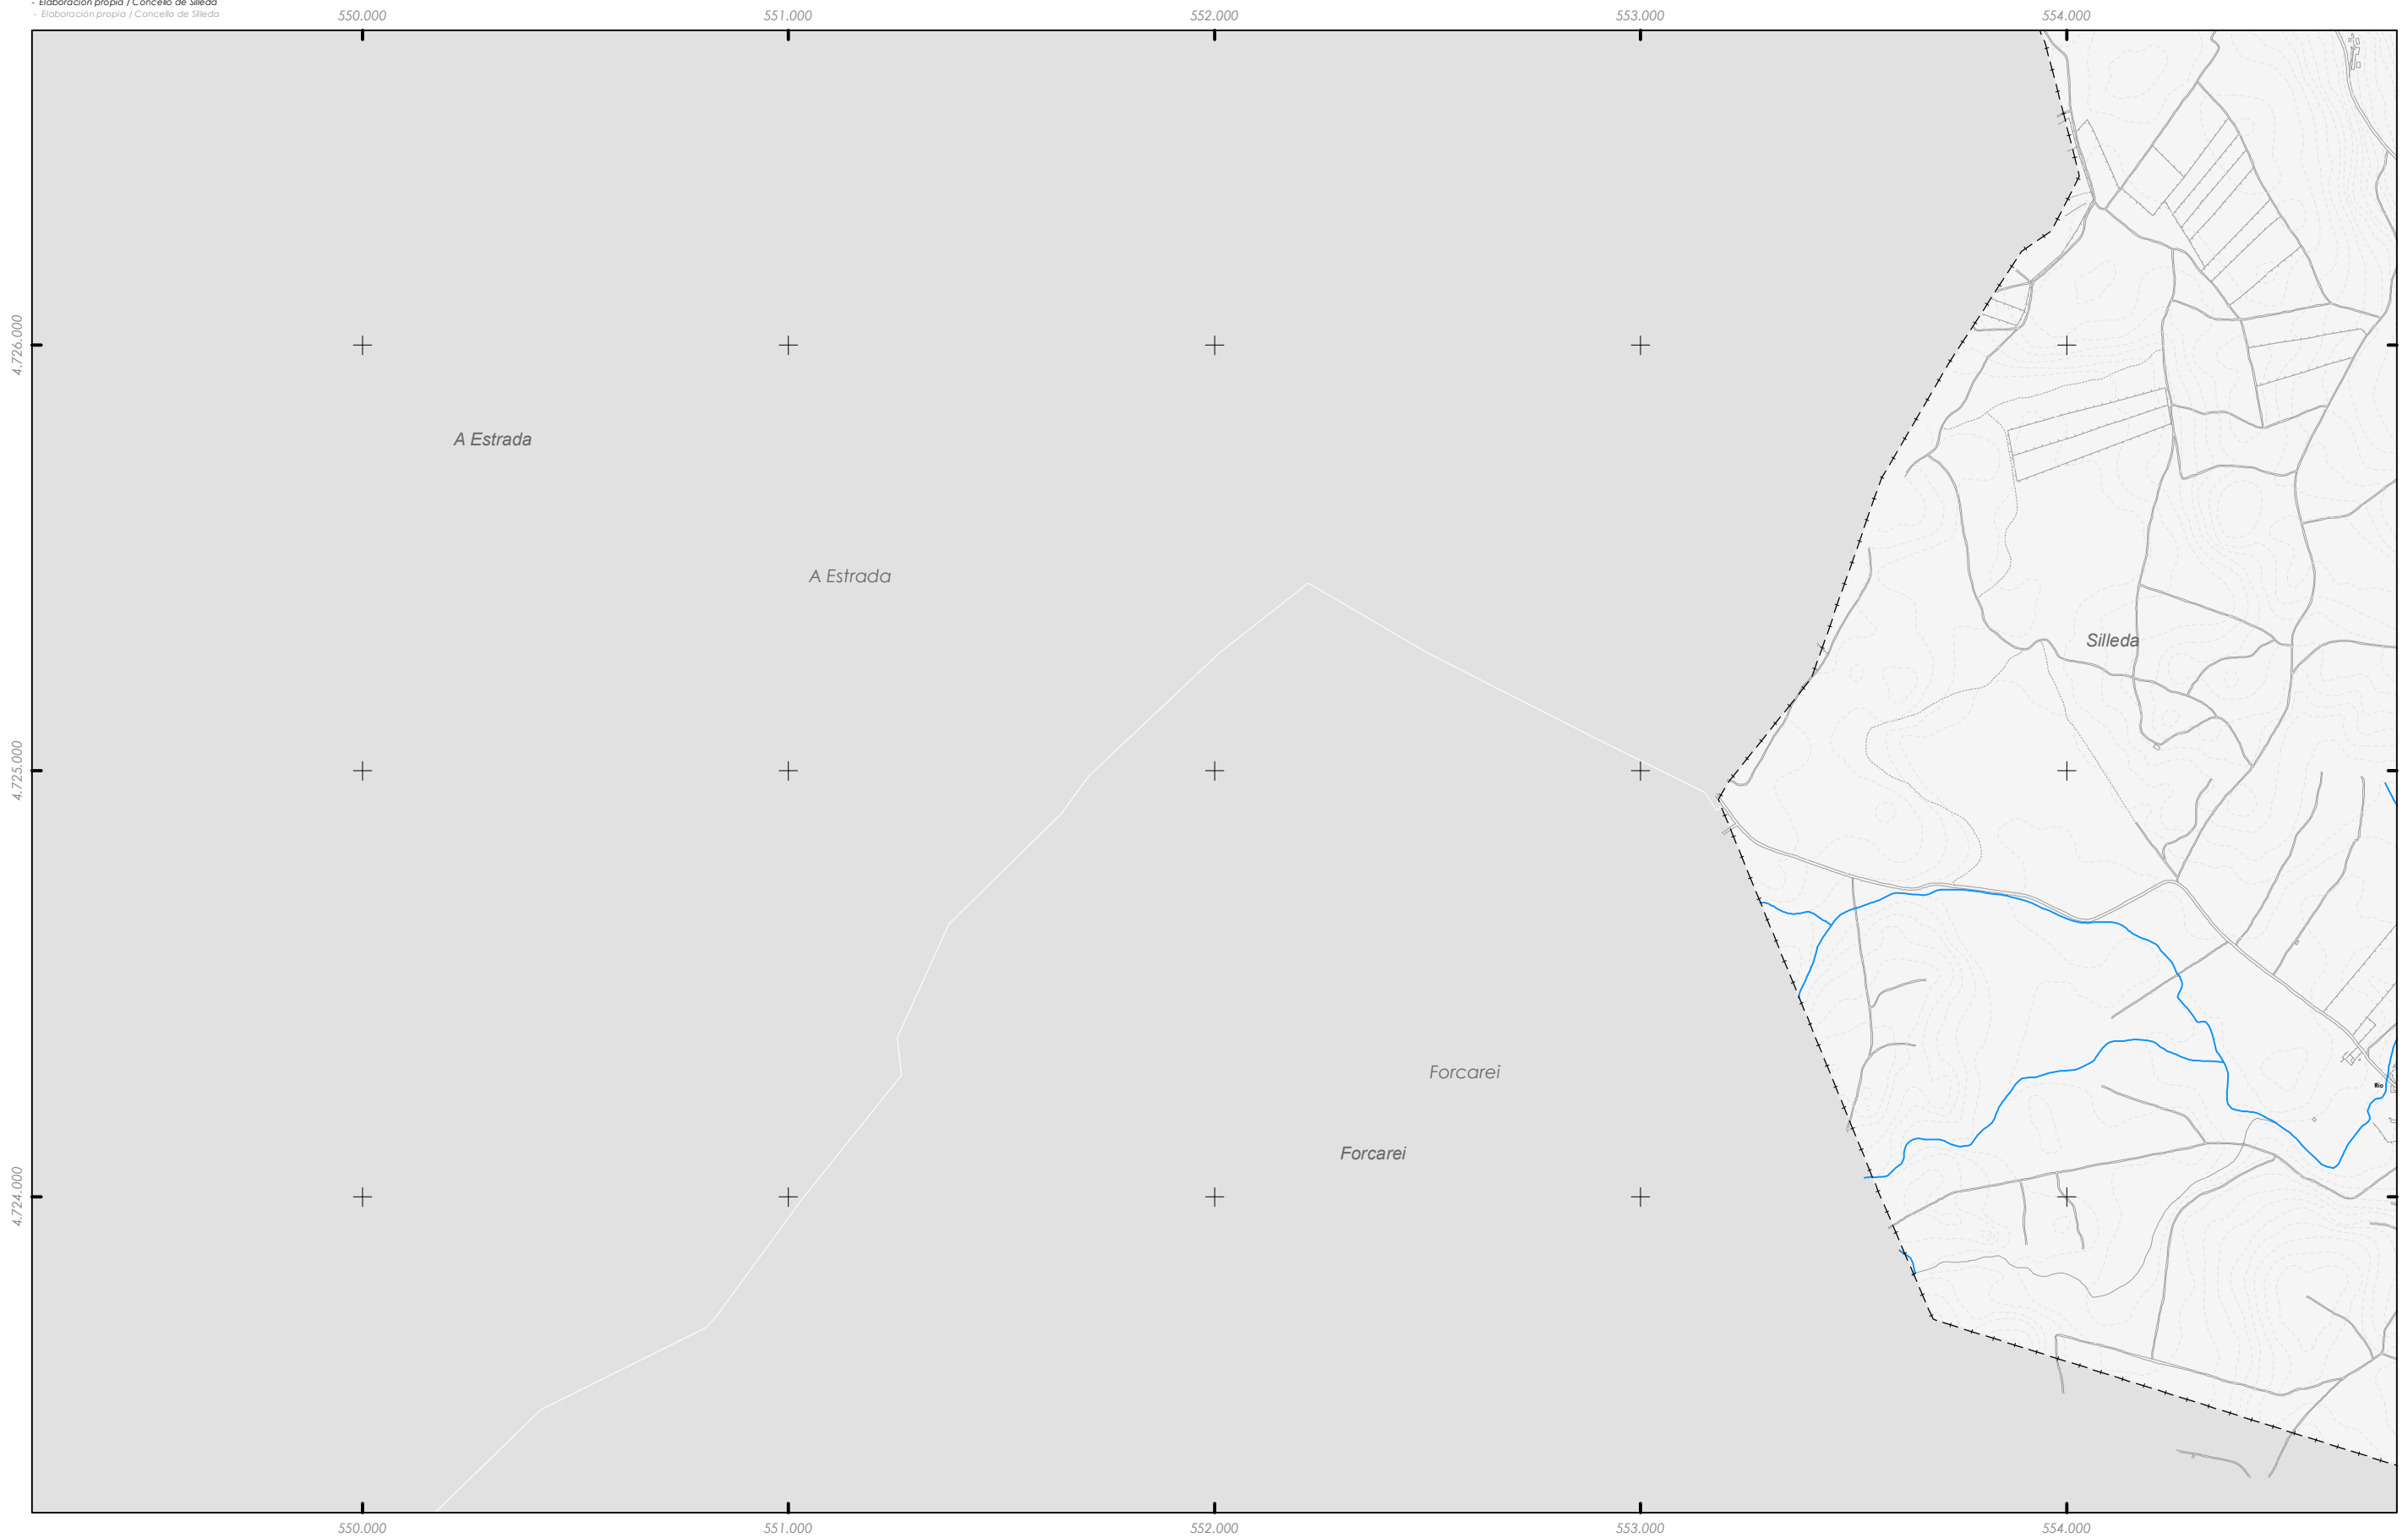 - Elaboración propia / Concello de Silleda
- Elaboración propia / Concello de Silleda
550.000
551.000
552.000
553.000
554.000
4.726.000
A Estrada
A Estrada
Silleda
4.725.000
Forcarei
Río
Forcarei
4.724.000
550.000
551.000
552.000
553.000
554.000